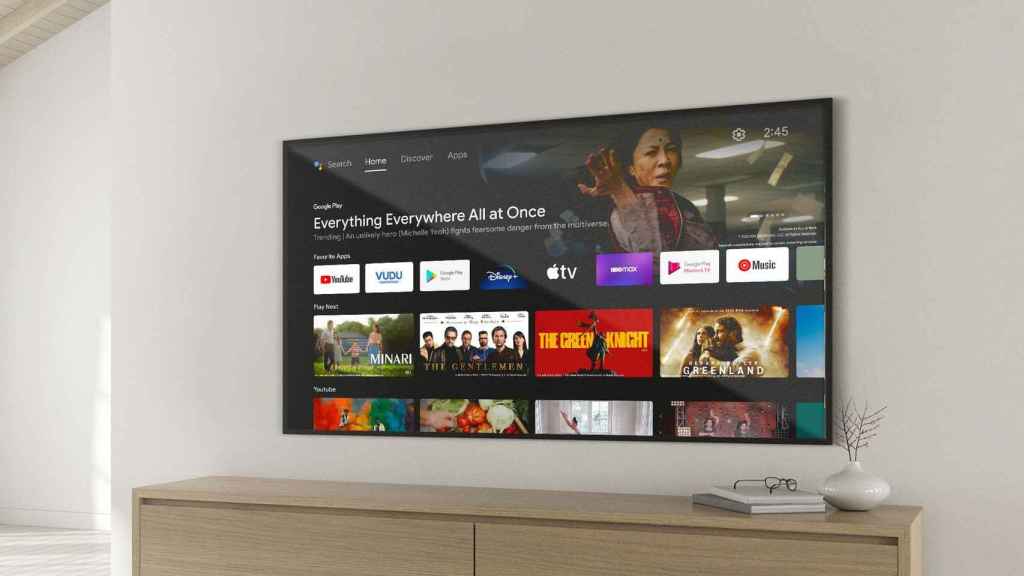 Search Home Discover Apps
2:45
Google Play
Everything Everywhere All at Once
Trending | An unlikely hero (Michelle Yeoh) fights fearsome danger from the multiverse.
Favorite Apps
YouTube
VUDU
Google Play
Disney+
tv
HBOMAX
Google Play
Movies & TV
Music
Play Next
MINARI
THE GENTLEMEN
THE GREEN KNIGHT
GREENLAND
Youtube